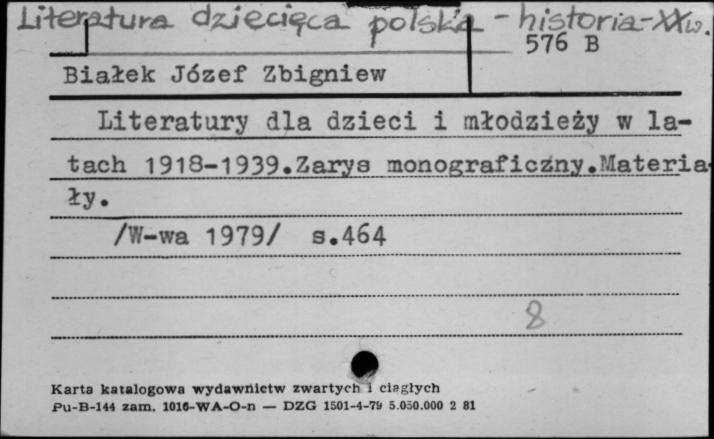 Literatura dziecięca polska - historia - XX w.
576 B
Białek Józef Zbigniew
Literatury dla dzieci i młodzieży w la-
tach 1918-1939.Zarys monograficzny.Materia
ły.
/W-wa 1979/ s.464
8
Karta katalogowa wydawnictw zwartych i ciągłych
Pu-B-144 zam. 1016-WA-O-n — DZG 1501-4-79 5.050.000 2 81